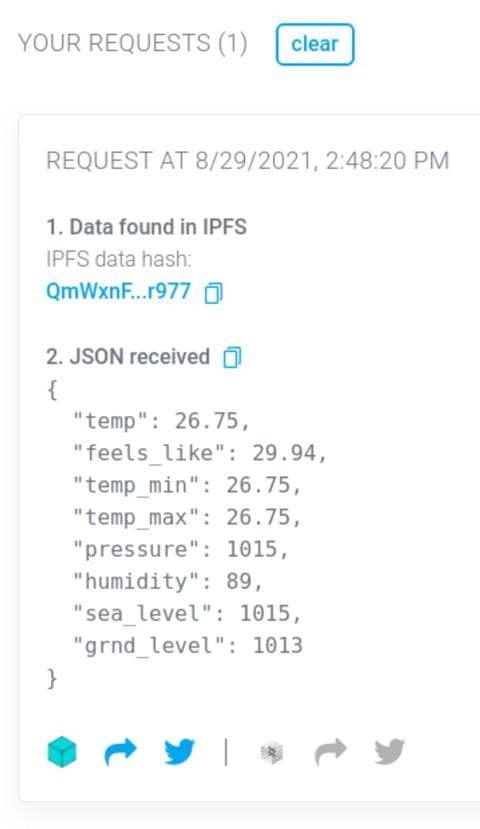 YOUR REQUESTS (1) clear
REQUEST AT 8/29/2021, 2:48:20 PM
1. Data found in IPFS
IPFS data hash:
QmWxnF...r977
2. JSON received
{
"temp": 26.75,
"feels_like": 29.94,
"temp_min": 26.75,
"temp_max": 26.75,
"pressure": 1015,
"humidity": 89,
"sea_level": 1015,
"grnd_level": 1013
}